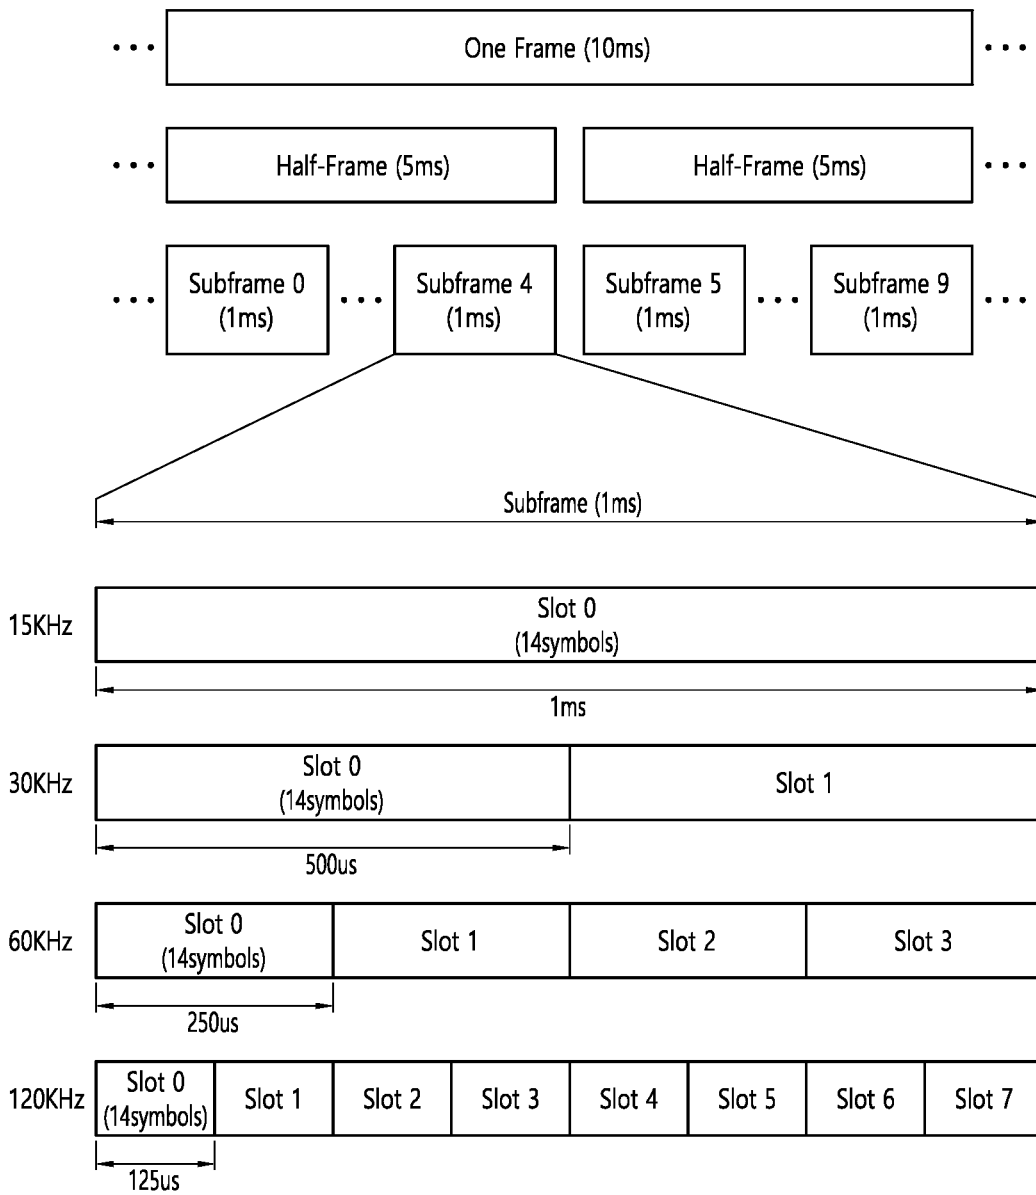 ··· One Frame (10ms) ···
··· Half-Frame (5ms) Half-Frame (5ms) ···
··· Subframe 0 ··· Subframe 4 Subframe 5 ··· Subframe 9 ···
(1ms) (1ms) (1ms) (1ms)
Subframe (1ms)
15KHz
Slot 0
(14symbols)
1ms
30KHz
Slot 0
(14symbols)
Slot 1
500us
60KHz
Slot 0
(14symbols)
Slot 1
Slot 2
Slot 3
250us
120KHz
Slot 0
(14symbols)
Slot 1
Slot 2
Slot 3
Slot 4
Slot 5
Slot 6
Slot 7
125us